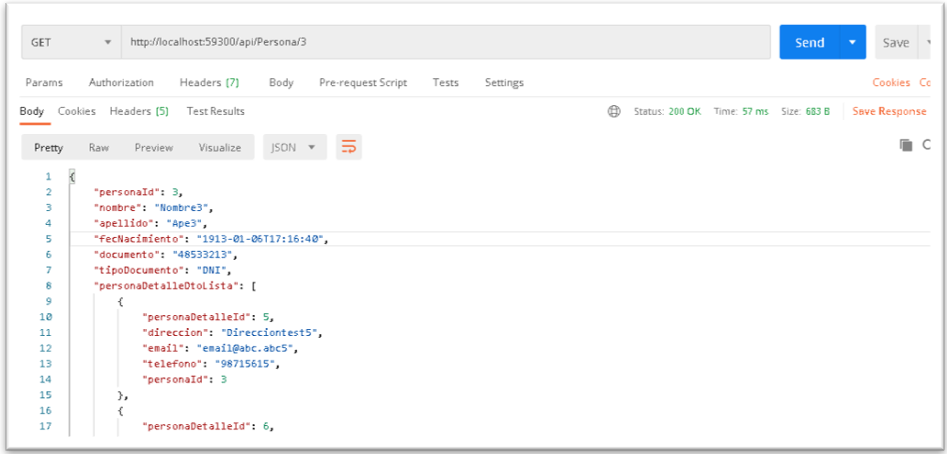 GET http://localhost:59300/api/Persona/3 Send Save
Params Authorization Headers [7] Body Pre-request Script Tests Settings Cookies Co
Body Cookies Headers [5] Test Results Status: 200 OK Time: 57 ms Size: 683 B Save Response
Pretty Raw Preview Visualize JSON
1 {
2 "personaId": 3,
3 "nombre": "Nombre3",
4 "apellido": "Ape3",
5 "fecNacimiento": "1913-01-06T17:16:40",
6 "documento": "48533213",
7 "tipoDocumento": "DNI",
8 "personaDetalleDtoLista": [
9 {
10 "personaDetalleId": 5,
11 "direccion": "Direcciontest5",
12 "email": "email@abc.abc5",
13 "telefono": "98715615",
14 "personaId": 3
15 },
16 {
17 "personaDetalleId": 6,